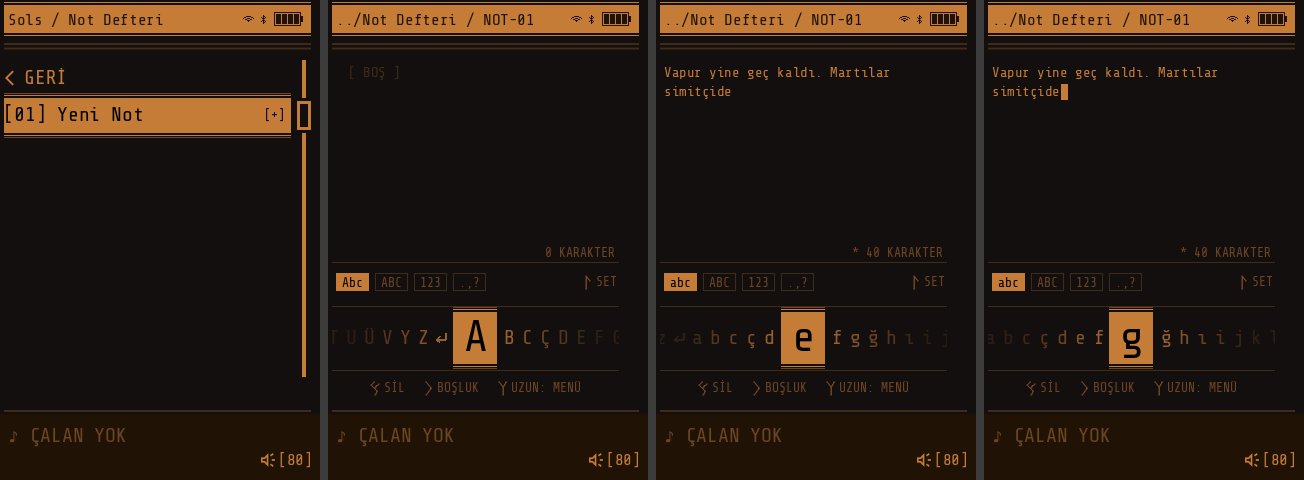 Sols / Not Defteri
< GERİ
[01] Yeni Not [+]
♪ ÇALAN YOK
[80]
../Not Defteri / NOT-01
[ BOŞ ]
0 KARAKTER
Abc ABC 123 .,? SET
T U Ü V Y Z ↵ A B C Ç D E F G
SİL BOŞLUK UZUN: MENÜ
♪ ÇALAN YOK
[80]
../Not Defteri / NOT-01
Vapur yine geç kaldı. Martılar
simitçide
* 40 KARAKTER
abc ABC 123 .,? SET
z ↵ a b c ç d e f g ğ h ı i j
SİL BOŞLUK UZUN: MENÜ
♪ ÇALAN YOK
[80]
../Not Defteri / NOT-01
Vapur yine geç kaldı. Martılar
simitçide
* 40 KARAKTER
abc ABC 123 .,? SET
a b c ç d e f g ğ h ı i j k l
SİL BOŞLUK UZUN: MENÜ
♪ ÇALAN YOK
[80]